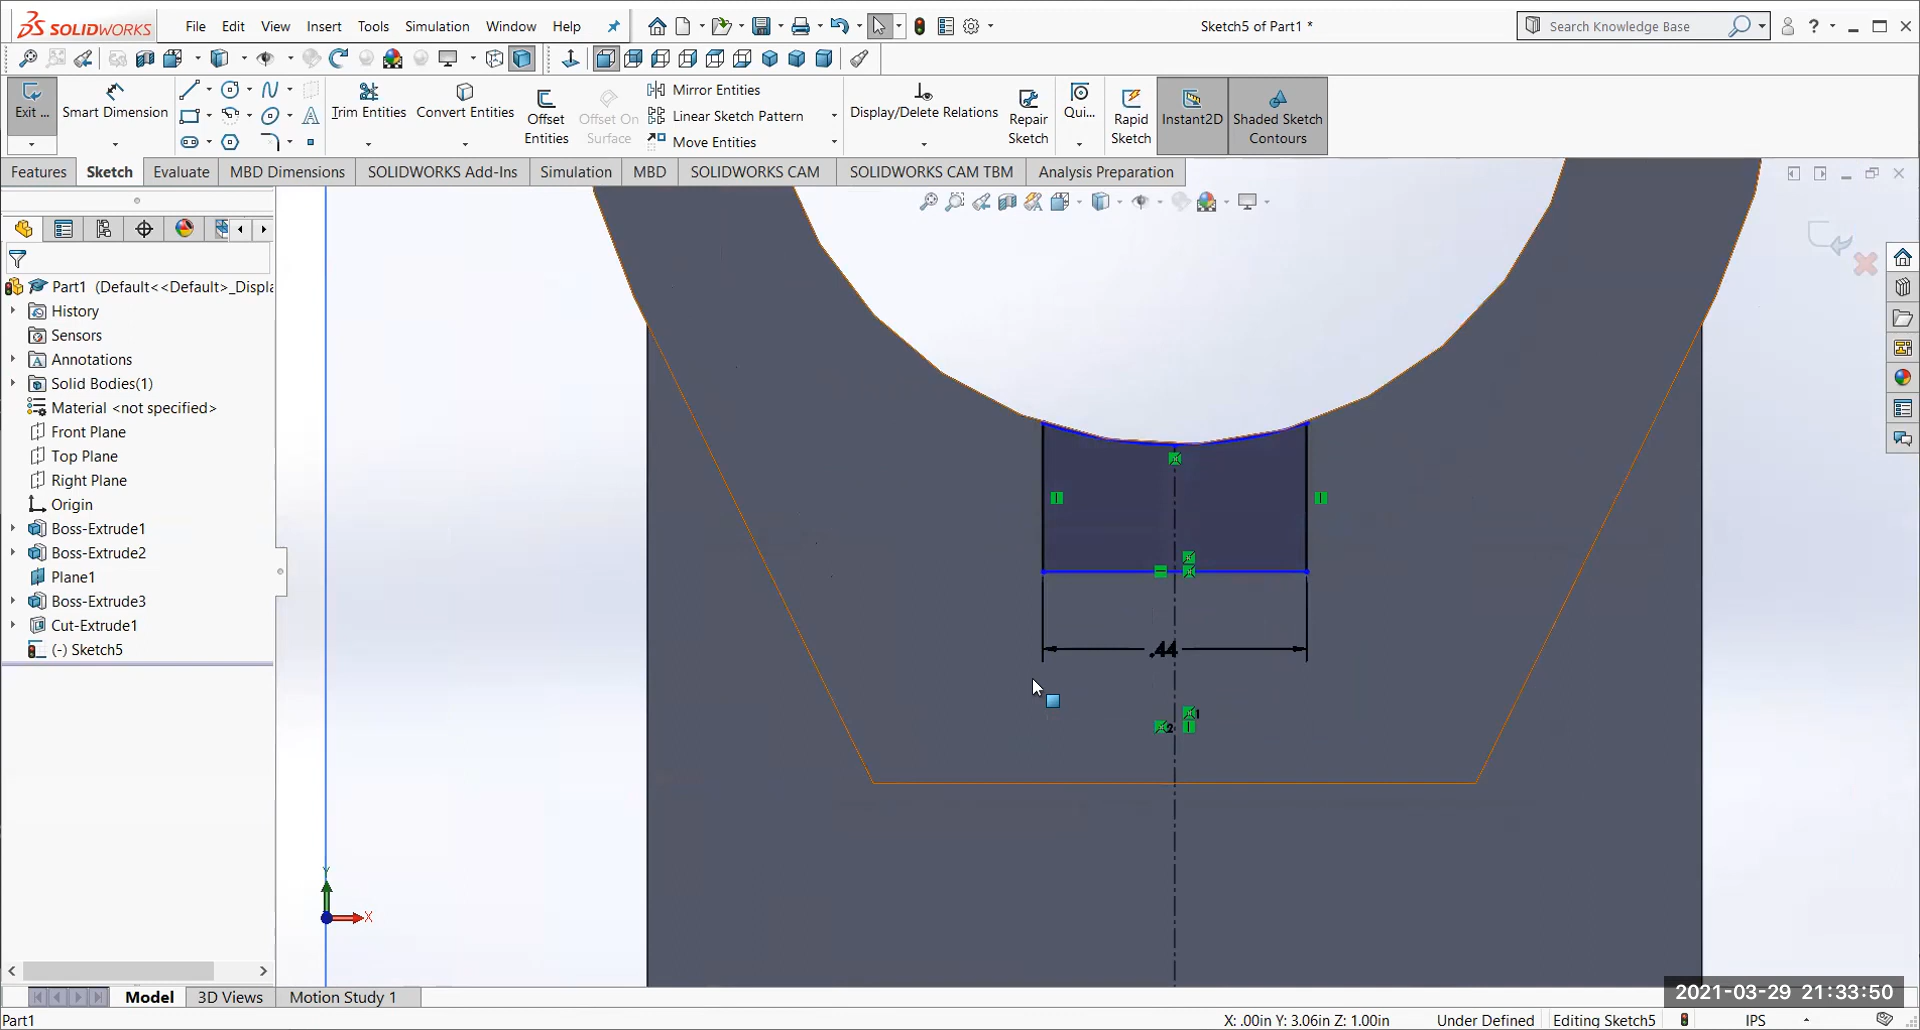 SOLIDWORKS File Edit View Insert Tools Simulation Window Help Sketch5 of Part1 * Search Knowledge Base ?
Exit ... Smart Dimension Trim Entities Convert Entities Offset Entities Offset On Surface Mirror Entities Linear Sketch Pattern Move Entities Display/Delete Relations Repair Sketch Qui... Rapid Sketch Instant2D Shaded Sketch Contours
Features Sketch Evaluate MBD Dimensions SOLIDWORKS Add-Ins Simulation MBD SOLIDWORKS CAM SOLIDWORKS CAM TBM Analysis Preparation
Part1 (Default<<Default>_Displa
History
Sensors
Annotations
Solid Bodies(1)
Material <not specified>
Front Plane
Top Plane
Right Plane
Origin
Boss-Extrude1
Boss-Extrude2
Plane1
Boss-Extrude3
Cut-Extrude1
(-) Sketch5
.44
1
2
Y
X
Model 3D Views Motion Study 1
2021-03-29 21:33:50
Part1 X: .00in Y: 3.06in Z: 1.00in Under Defined Editing Sketch5 IPS